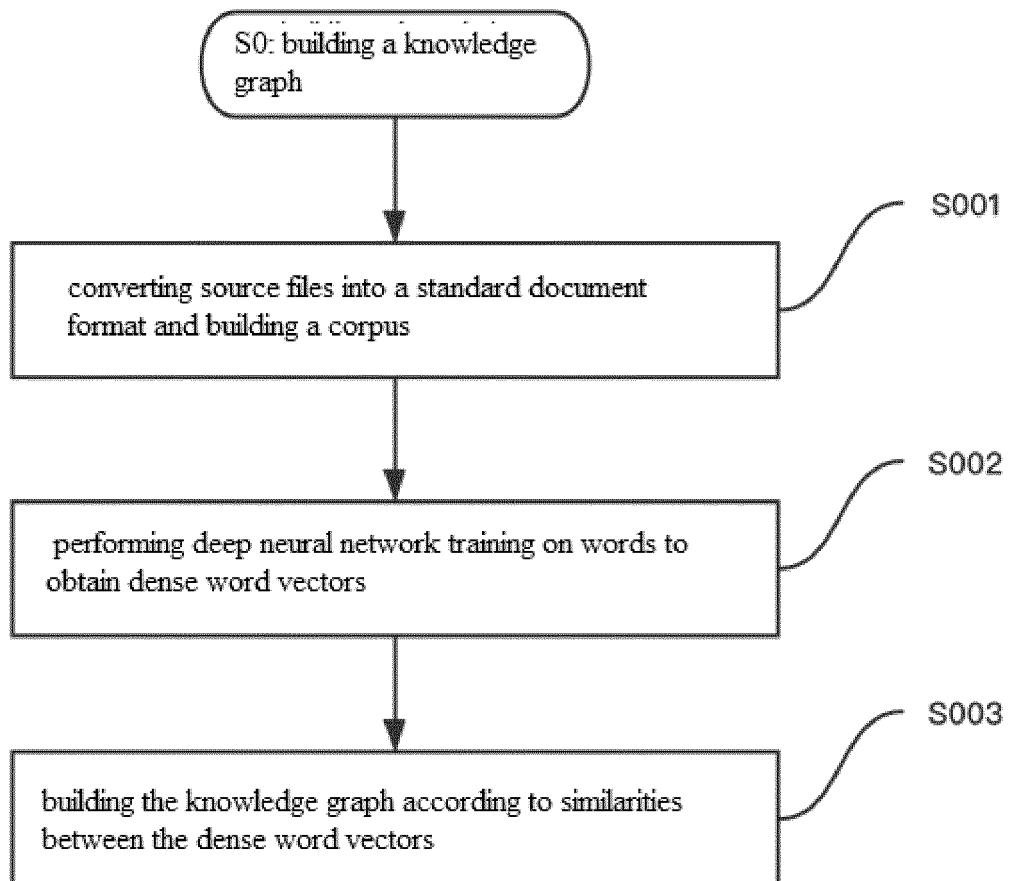 S0: building a knowledge
graph
S001
converting source files into a standard document
format and building a corpus
S002
performing deep neural network training on words to
obtain dense word vectors
S003
building the knowledge graph according to similarities
between the dense word vectors